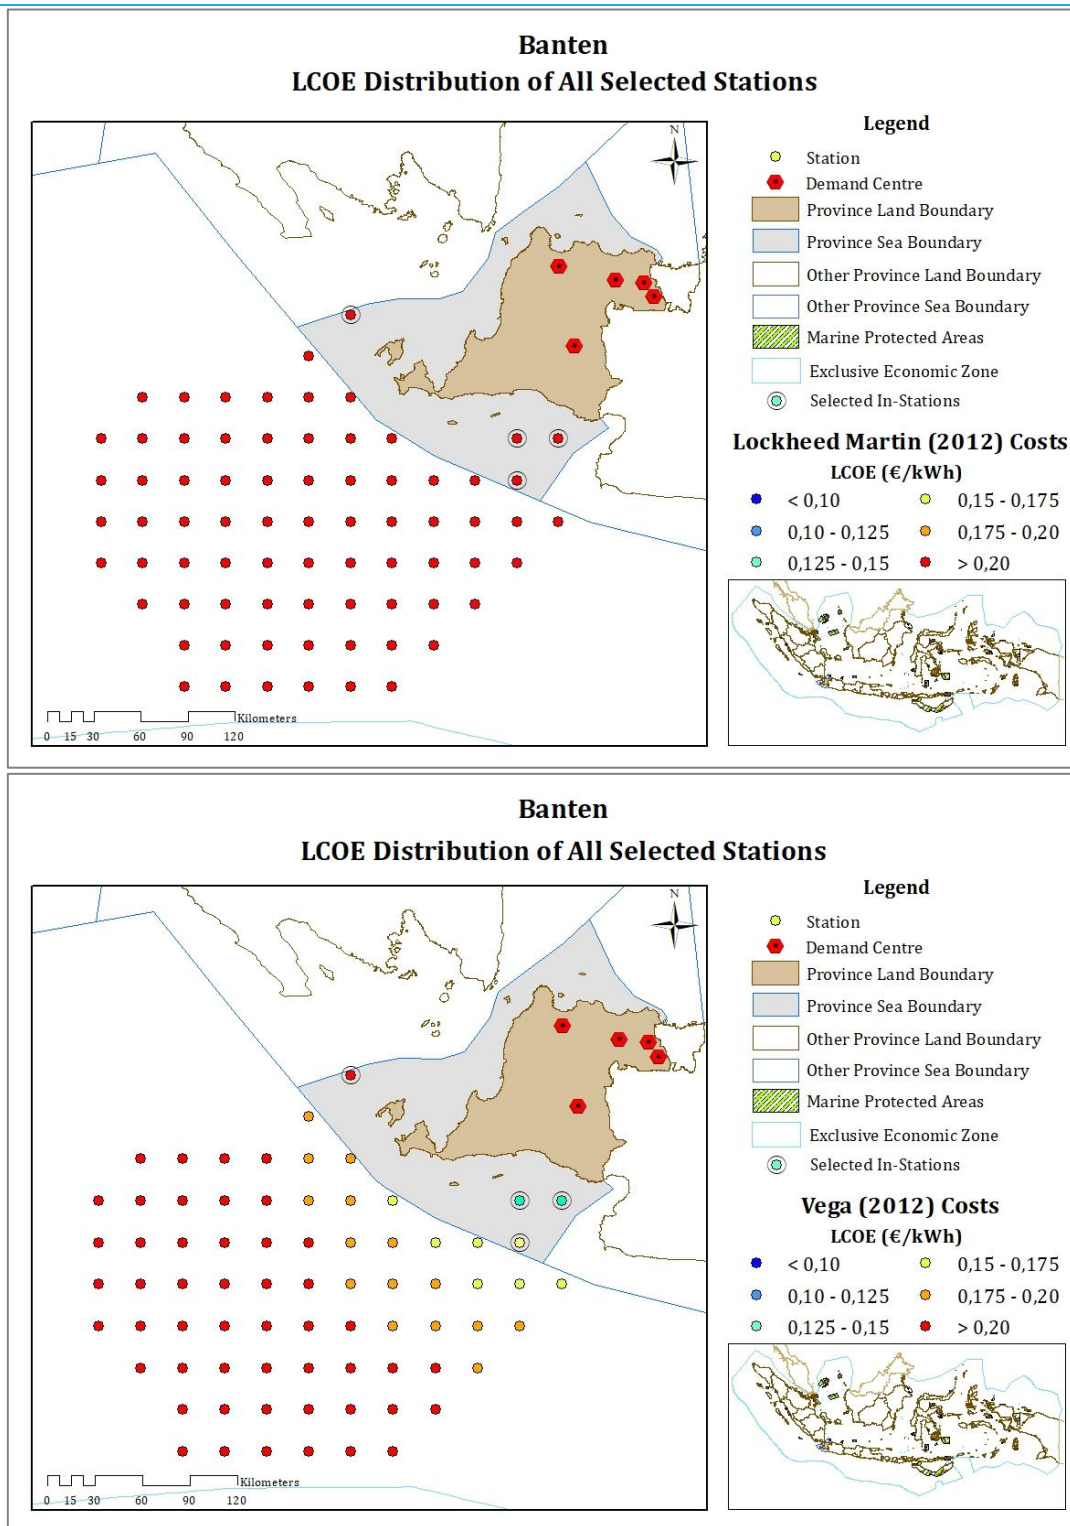 Banten
LCOE Distribution of All Selected Stations
N
Kilometers
0 15 30 60 90 120
Legend
Station
Demand Centre
Province Land Boundary
Province Sea Boundary
Other Province Land Boundary
Other Province Sea Boundary
Marine Protected Areas
Exclusive Economic Zone
Selected In-Stations
Lockheed Martin (2012) Costs
LCOE (€/kWh)
< 0,10 0,15 - 0,175
0,10 - 0,125 0,175 - 0,20
0,125 - 0,15 > 0,20
Banten
LCOE Distribution of All Selected Stations
N
Kilometers
0 15 30 60 90 120
Legend
Station
Demand Centre
Province Land Boundary
Province Sea Boundary
Other Province Land Boundary
Other Province Sea Boundary
Marine Protected Areas
Exclusive Economic Zone
Selected In-Stations
Vega (2012) Costs
LCOE (€/kWh)
< 0,10 0,15 - 0,175
0,10 - 0,125 0,175 - 0,20
0,125 - 0,15 > 0,20